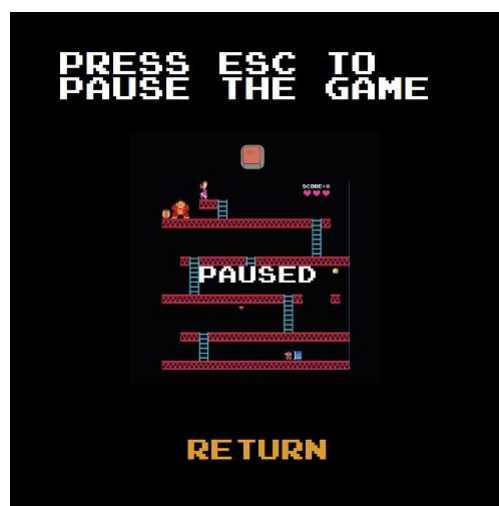 PRESS ESC TO
PAUSE THE GAME
SCORE:0
PAUSED
RETURN